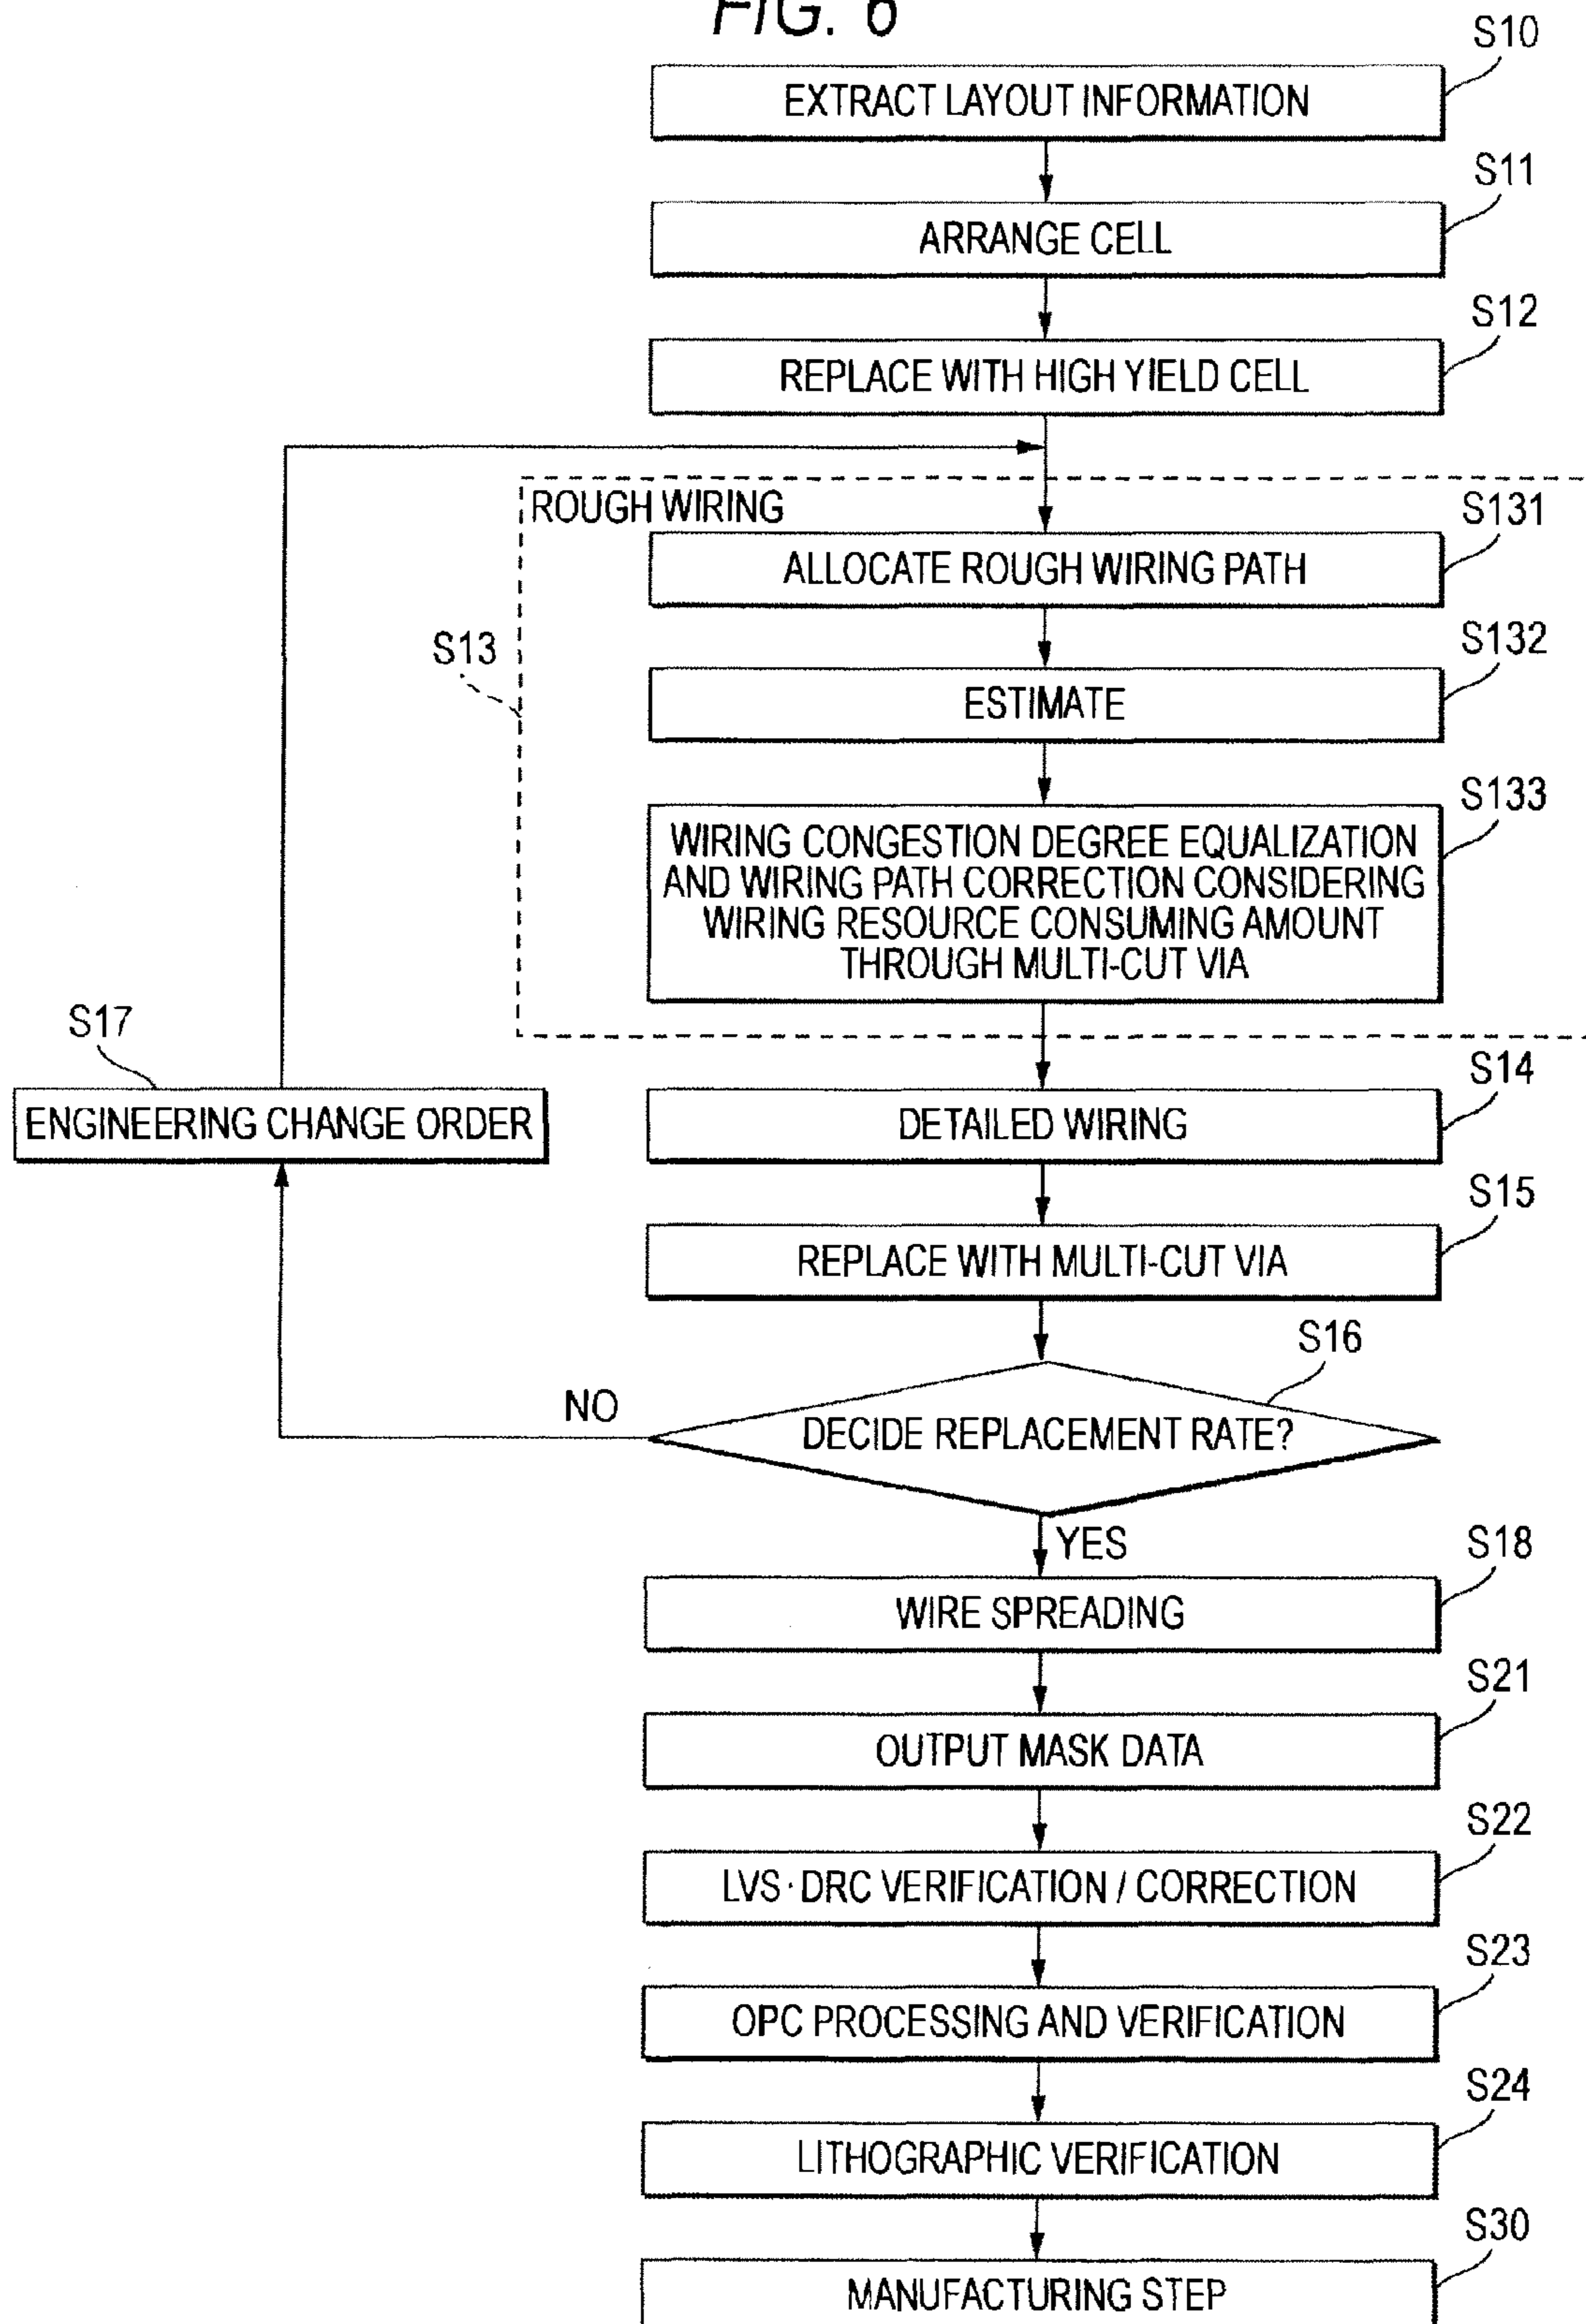 FIG. 6
S10
EXTRACT LAYOUT INFORMATION
S11
ARRANGE CELL
S12
REPLACE WITH HIGH YIELD CELL
ROUGH WIRING
S131
ALLOCATE ROUGH WIRING PATH
S13
S132
ESTIMATE
S133
WIRING CONGESTION DEGREE EQUALIZATION
AND WIRING PATH CORRECTION CONSIDERING
WIRING RESOURCE CONSUMING AMOUNT
THROUGH MULTI-CUT VIA
S17
ENGINEERING CHANGE ORDER
S14
DETAILED WIRING
S15
REPLACE WITH MULTI-CUT VIA
S16
NO
DECIDE REPLACEMENT RATE?
YES
S18
WIRE SPREADING
S21
OUTPUT MASK DATA
S22
LVS·DRC VERIFICATION / CORRECTION
S23
OPC PROCESSING AND VERIFICATION
S24
LITHOGRAPHIC VERIFICATION
S30
MANUFACTURING STEP